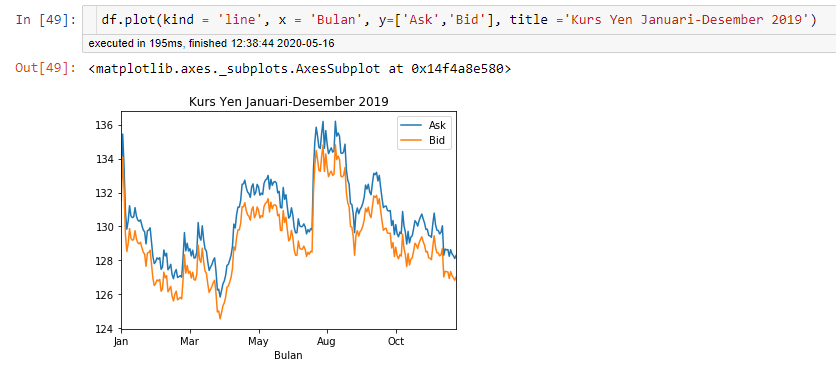 In [49]: df.plot(kind = 'line', x = 'Bulan', y=['Ask','Bid'], title ='Kurs Yen Januari-Desember 2019')
executed in 195ms, finished 12:38:44 2020-05-16
Out[49]: <matplotlib.axes._subplots.AxesSubplot at 0x14f4a8e580>
Kurs Yen Januari-Desember 2019
Ask
Bid
136
134
132
130
128
126
124
Jan Mar May Aug Oct
Bulan